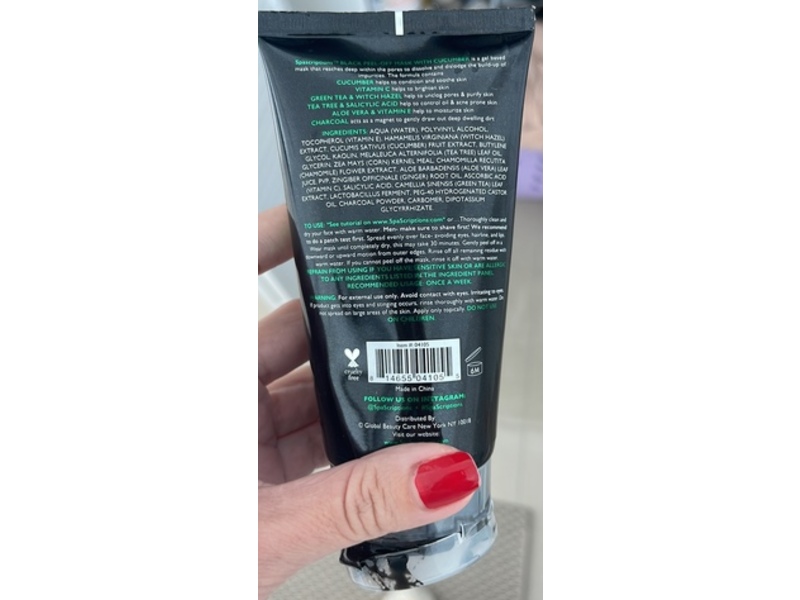 SpaScriptions™ BLACK PEEL-OFF MASK WITH CUCUMBER is a gel based
mask that reaches deep within the pores to dissolve and dislodge the build-up of
impurities. The formula contains
CUCUMBER helps to condition and soothe skin
VITAMIN C helps to brighten skin
GREEN TEA & WITCH HAZEL help to unclog pores & purify skin
TEA TREE & SALICYLIC ACID help to control oil & acne prone skin
ALOE VERA & VITAMIN E help to moisturize skin
CHARCOAL acts as a magnet to gently draw out deep dwelling dirt
INGREDIENTS: AQUA (WATER), POLYVINYL ALCOHOL,
TOCOPHEROL (VITAMIN E), HAMAMELIS VIRGINIANA (WITCH HAZEL)
EXTRACT, CUCUMIS SATIVUS (CUCUMBER) FRUIT EXTRACT, BUTYLENE
GLYCOL, KAOLIN, MELALEUCA ALTERNIFOLIA (TEA TREE) LEAF OIL,
GLYCERIN, ZEA MAYS (CORN) KERNEL MEAL, CHAMOMILLA RECUTITA
(CHAMOMILE) FLOWER EXTRACT, ALOE BARBADENSIS (ALOE VERA) LEAF
JUICE, PVP, ZINGIBER OFFICINALE (GINGER) ROOT OIL, ASCORBIC ACID
(VITAMIN C), SALICYLIC ACID, CAMELLIA SINENSIS (GREEN TEA) LEAF
EXTRACT, LACTOBACILLUS FERMENT, PEG-40 HYDROGENATED CASTOR
OIL, CHARCOAL POWDER, CARBOMER, DIPOTASSIUM
GLYCYRRHIZATE.
TO USE: "See tutorial on www.SpaScriptions.com" or ...Thoroughly clean and
dry your face with warm water. Men- make sure to shave first! We recommend
to do a patch test first. Spread evenly over face- avoiding eyes, hairline, and lips.
Wear mask until completely dry, this may take 30 minutes. Gently peel off in a
downward or upward motion from outer edges. Rinse off all remaining residue with
warm water. If you cannot peel off the mask, rinse it off with warm water.
REFRAIN FROM USING IF YOU HAVE SENSITIVE SKIN OR ARE ALLERGIC
TO ANY INGREDIENTS LISTED IN THE INGREDIENT PANEL.
RECOMMENDED USAGE: ONCE A WEEK.
WARNING: For external use only. Avoid contact with eyes. Irritating to eyes.
If product gets into eyes and stinging occurs, rinse thoroughly with warm water. Do
not spread on large areas of the skin. Apply only topically. DO NOT USE
ON CHILDREN.
Item #: 04105
cruelty
free
8 14655 04105 5
6M
Made in China
FOLLOW US ON INSTAGRAM:
@SpaScriptions • #SpaScriptions
Distributed By
© Global Beauty Care New York NY 10018
Visit our website: